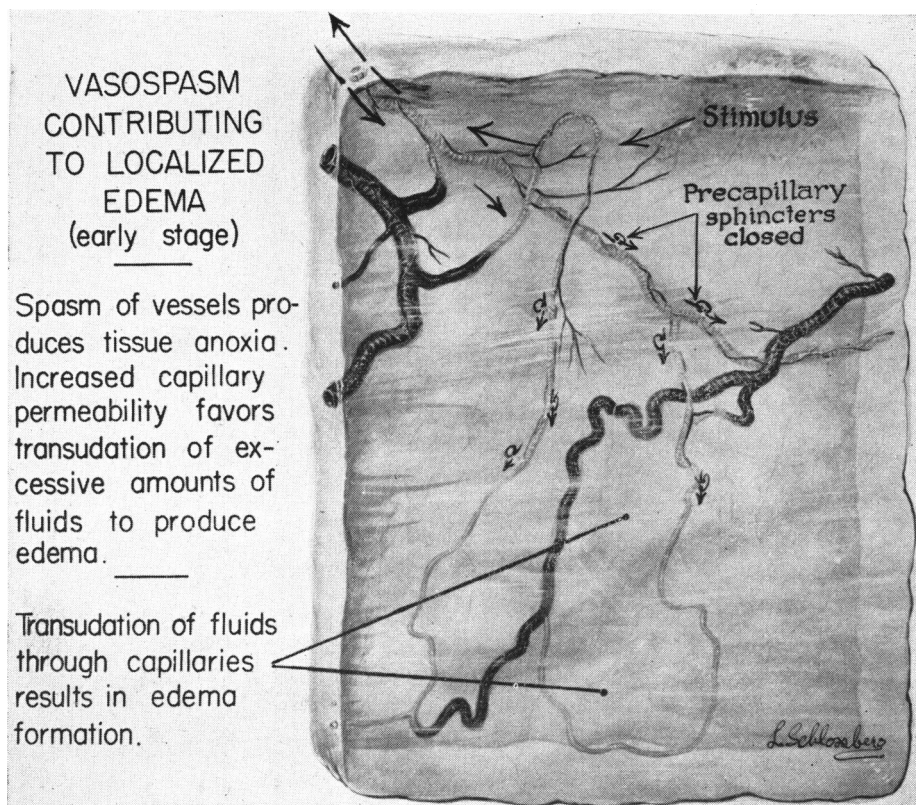 VASOSPASM
CONTRIBUTING
TO LOCALIZED
EDEMA
(early stage)
Spasm of vessels pro-
duces tissue anoxia.
Increased capillary
permeability favors
transudation of ex-
cessive amounts of
fluids to produce
edema.
Transudation of fluids
through capillaries
results in edema
formation.
Stimulus
Precapillary
sphincters
closed
L. Schlossberg